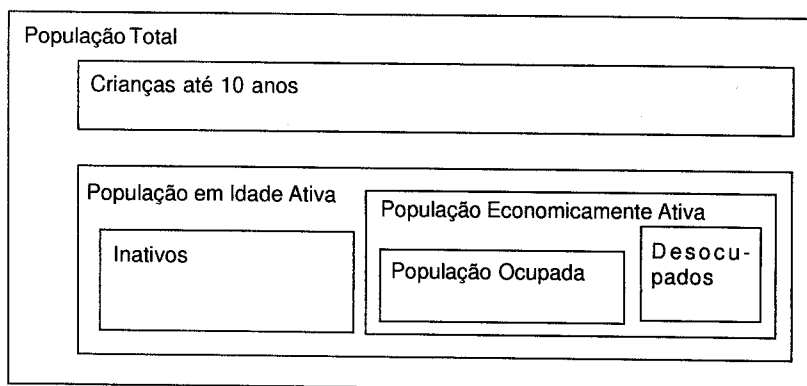 População Total
Crianças até 10 anos
População em Idade Ativa
População Economicamente Ativa
Inativos
População Ocupada
Desocu-
pados